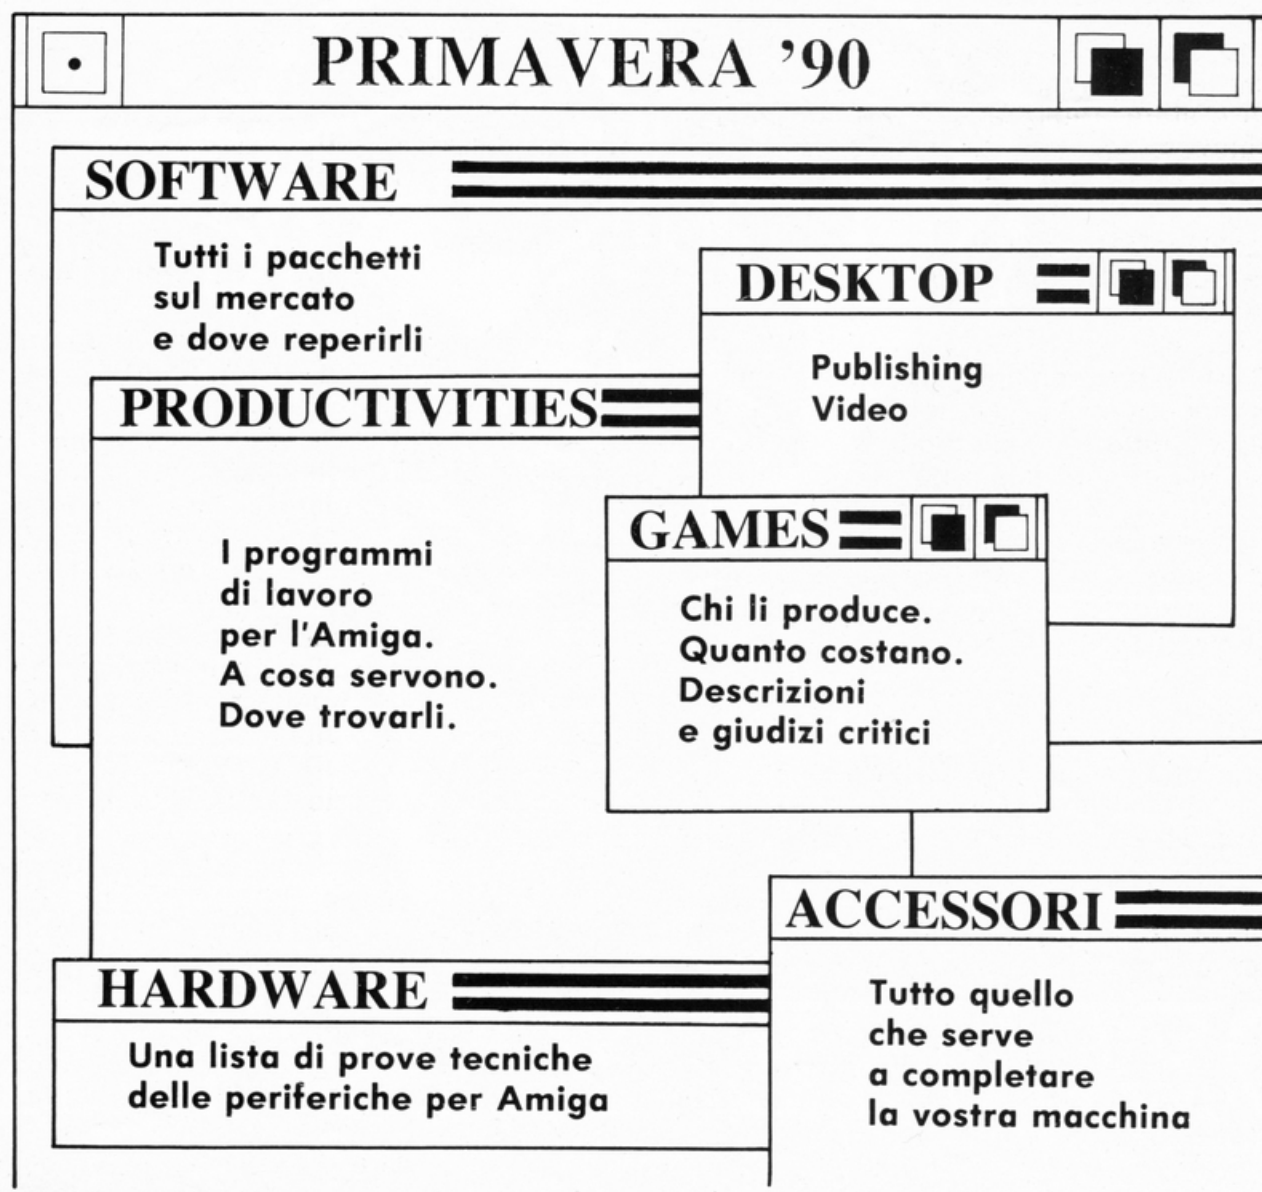 PRIMAVERA ’90
SOFTWARE
Tutti i pacchetti
sul mercato
e dove reperirli
DESKTOP
Publishing
Video
PRODUCTIVITIES
I programmi
di lavoro
per l'Amiga.
A cosa servono.
Dove trovarli.
GAMES
Chi li produce.
Quanto costano.
Descrizioni
e giudizi critici
HARDWARE
Una lista di prove tecniche
delle periferiche per Amiga
ACCESSORI
Tutto quello
che serve
a completare
la vostra macchina